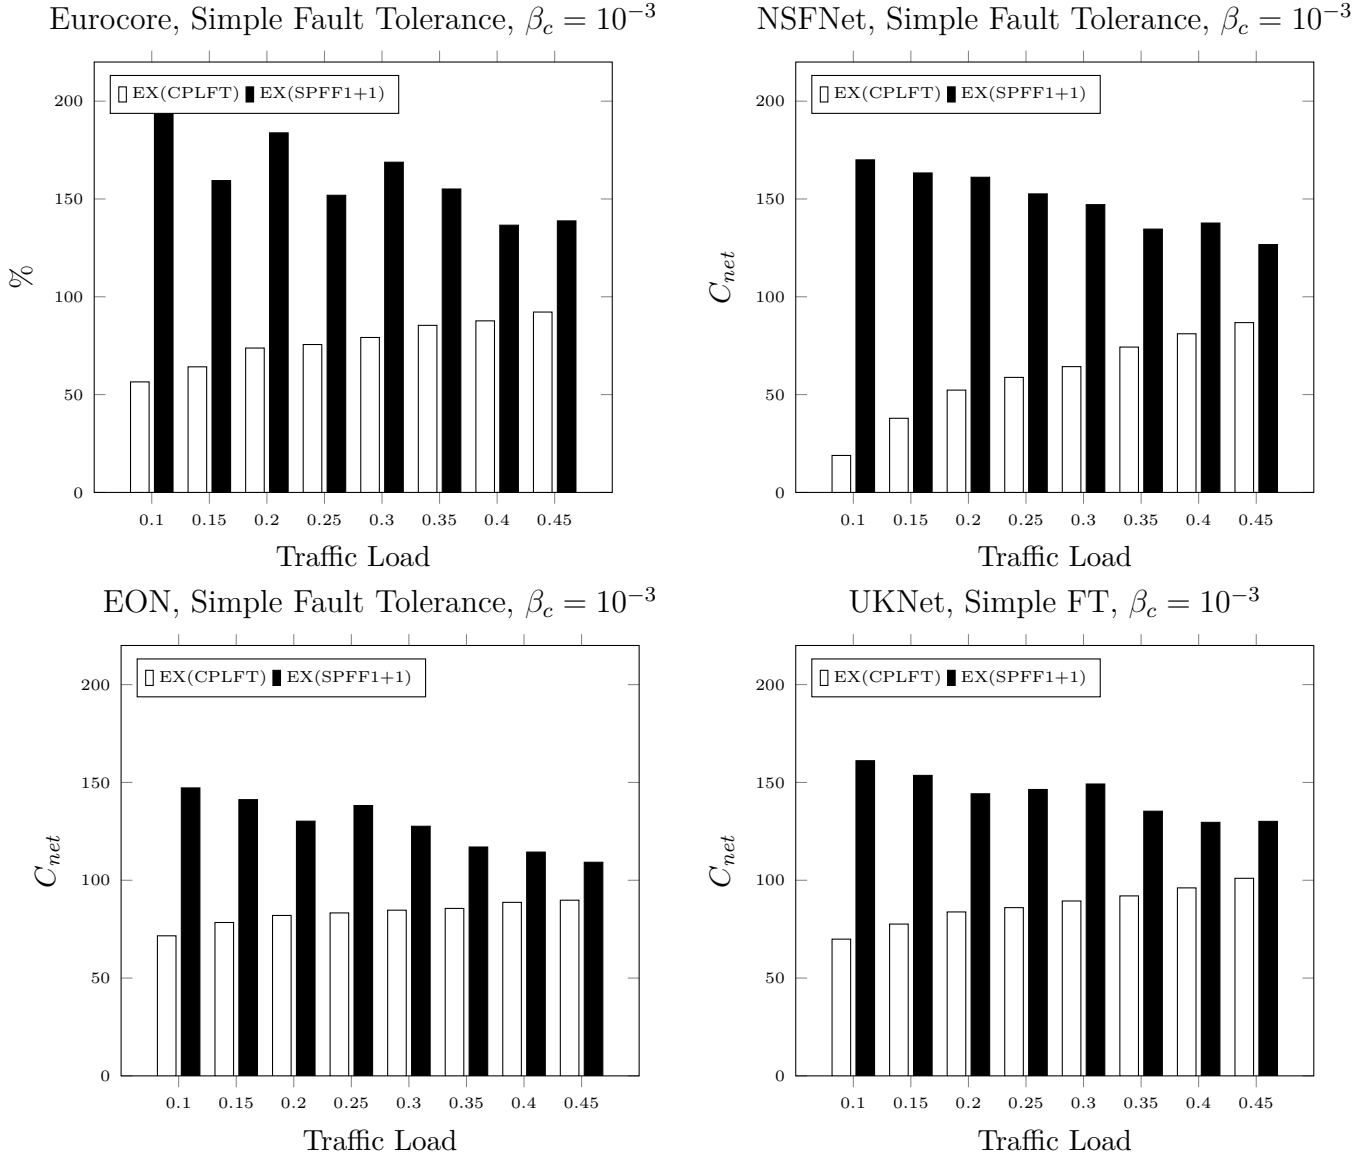 Eurocore, Simple Fault Tolerance, β_c = 10^−3
EX(CPLFT) EX(SPFF1+1)
200
150
100
50
0
%
0.1 0.15 0.2 0.25 0.3 0.35 0.4 0.45
Traffic Load
NSFNet, Simple Fault Tolerance, β_c = 10^−3
EX(CPLFT) EX(SPFF1+1)
200
150
100
50
0
C_net
0.1 0.15 0.2 0.25 0.3 0.35 0.4 0.45
Traffic Load
EON, Simple Fault Tolerance, β_c = 10^−3
EX(CPLFT) EX(SPFF1+1)
200
150
100
50
0
C_net
0.1 0.15 0.2 0.25 0.3 0.35 0.4 0.45
Traffic Load
UKNet, Simple FT, β_c = 10^−3
EX(CPLFT) EX(SPFF1+1)
200
150
100
50
0
C_net
0.1 0.15 0.2 0.25 0.3 0.35 0.4 0.45
Traffic Load